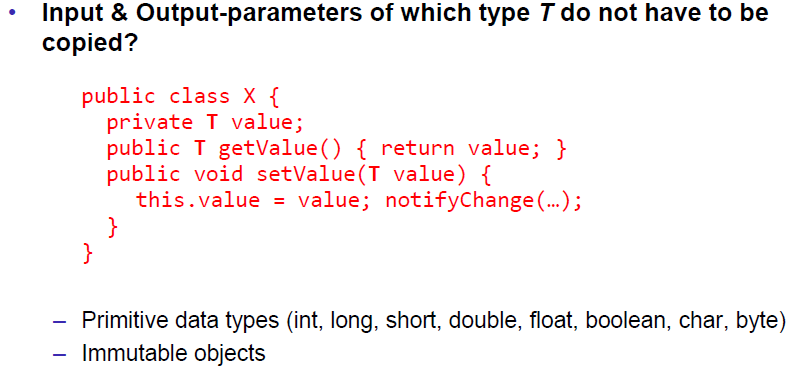 • Input & Output-parameters of which type T do not have to be
copied?
public class X {
private T value;
public T getValue() { return value; }
public void setValue(T value) {
this.value = value; notifyChange(…);
}
}
– Primitive data types (int, long, short, double, float, boolean, char, byte)
– Immutable objects